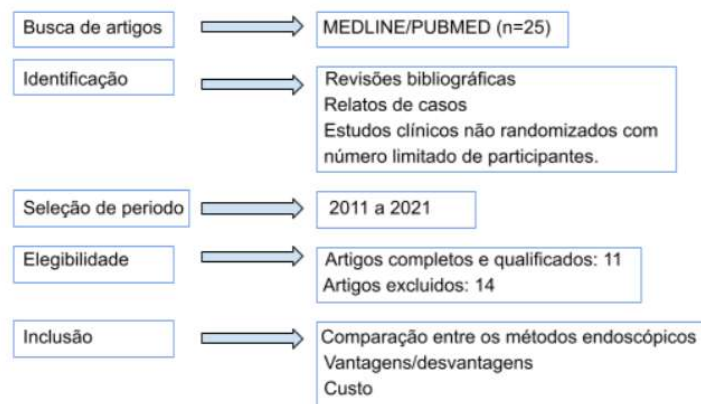 Busca de artigos
MEDLINE/PUBMED (n=25)
Identificação
Revisões bibliográficas
Relatos de casos
Estudos clínicos não randomizados com
número limitado de participantes.
Seleção de periodo
2011 a 2021
Elegibilidade
Artigos completos e qualificados: 11
Artigos excluidos: 14
Inclusão
Comparação entre os métodos endoscópicos
Vantagens/desvantagens
Custo